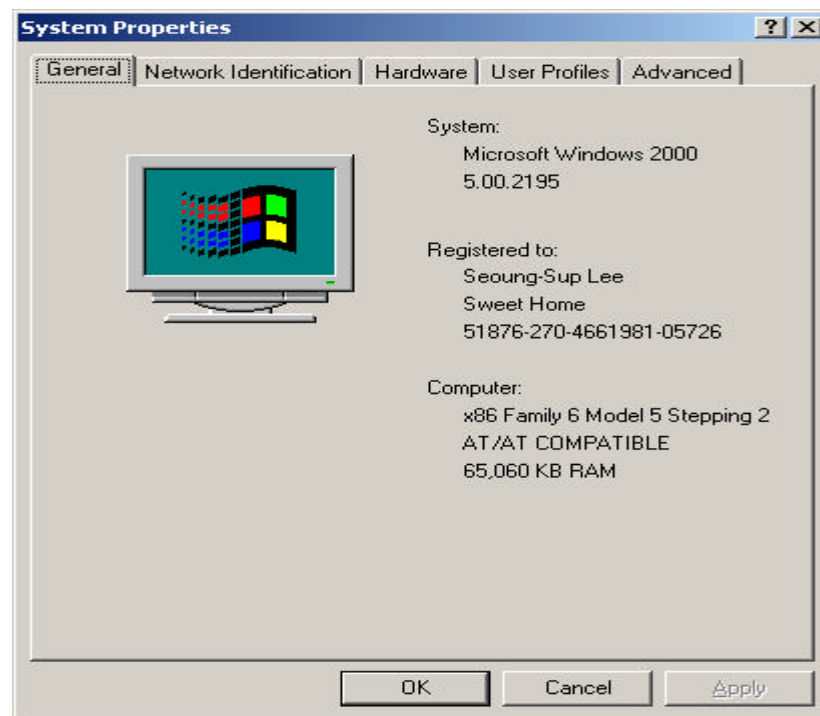 System Properties
General
Network Identification
Hardware
User Profiles
Advanced
System:
Microsoft Windows 2000
5.00.2195
Registered to:
Seoung-Sup Lee
Sweet Home
51876-270-4661981-05726
Computer:
x86 Family 6 Model 5 Stepping 2
AT/AT COMPATIBLE
65,060 KB RAM
OK
Cancel
Apply